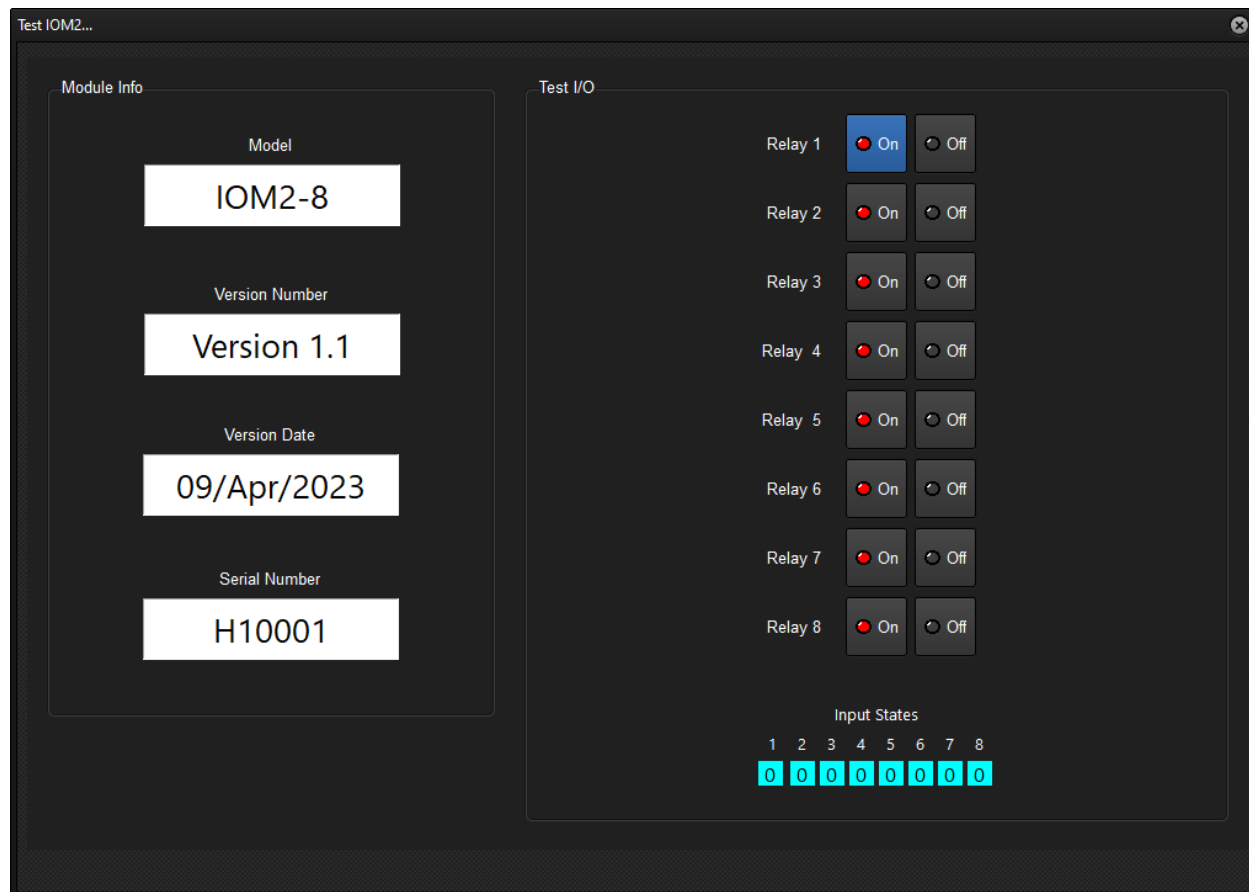 Test IOM2...
Module Info
Model
IOM2-8
Version Number
Version 1.1
Version Date
09/Apr/2023
Serial Number
H10001
Test I/O
Relay 1 On Off
Relay 2 On Off
Relay 3 On Off
Relay  4 On Off
Relay  5 On Off
Relay 6 On Off
Relay 7 On Off
Relay 8 On Off
Input States
1 2 3 4 5 6 7 8
0 0 0 0 0 0 0 0